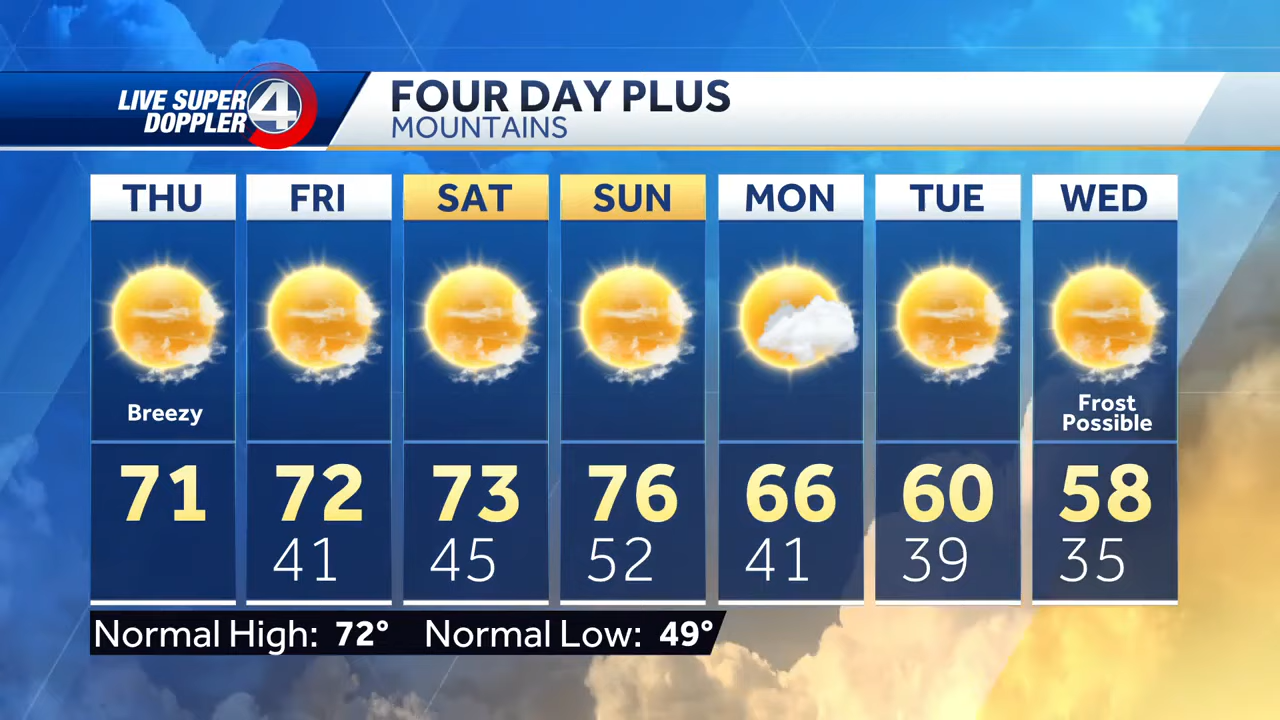 LIVE SUPER
DOPPLER 4
FOUR DAY PLUS
MOUNTAINS
THU FRI SAT SUN MON TUE WED
Breezy
Frost
Possible
71 72 73 76 66 60 58
41 45 52 41 39 35
Normal High: 72° Normal Low: 49°